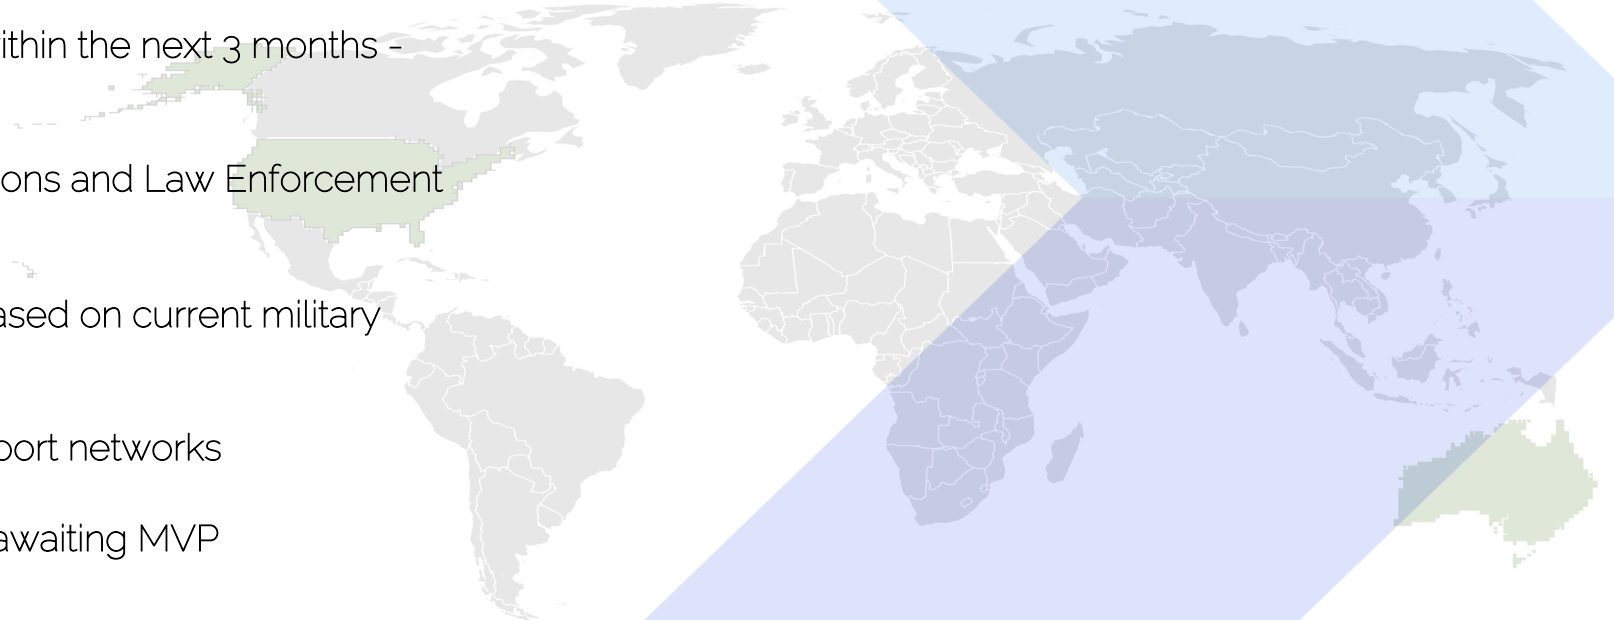 ithin the next 3 months -
ons and Law Enforcement
ased on current military
port networks
awaiting MVP